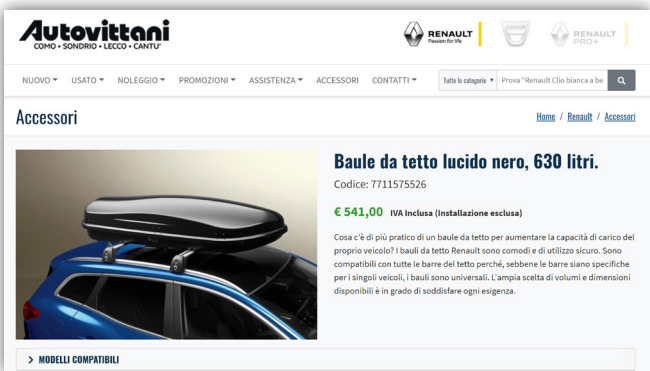 Autovittani
COMO • SONDRIO • LECCO • CANTU'
RENAULT
Passion for life
RENAULT
PRO+
NUOVO USATO NOLEGGIO PROMOZIONI ASSISTENZA ACCESSORI CONTATTI
Tutte le categorie Prova "Renault Clio bianca a be
Accessori
Home / Renault / Accessori
Baule da tetto lucido nero, 630 litri.
Codice: 7711575526
€ 541,00 IVA Inclusa (Installazione esclusa)
Cosa c'è di più pratico di un baule da tetto per aumentare la capacità di carico del
proprio veicolo? I bauli da tetto Renault sono comodi e di utilizzo sicuro. Sono
compatibili con tutte le barre del tetto perché, sebbene le barre siano specifiche
per i singoli veicoli, i bauli sono universali. L'ampia scelta di volumi e dimensioni
disponibili è in grado di soddisfare ogni esigenza.
MODELLI COMPATIBILI